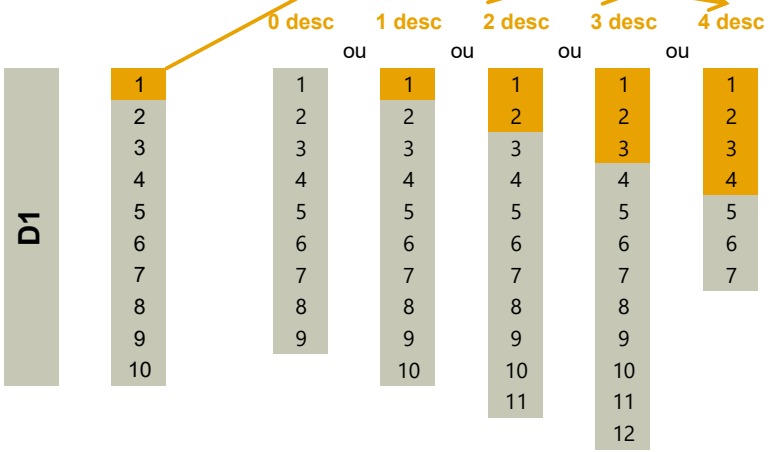 0 desc 1 desc 2 desc 3 desc 4 desc
ou ou ou ou
1 1 1 1 1 1
2 2 2 2 2 2
3 3 3 3 3 3
4 4 4 4 4 4
D1 5 5 5 5 5 5
6 6 6 6 6 6
7 7 7 7 7 7
8 8 8 8 8
9 9 9 9 9
10 10 10 10
11 11
12